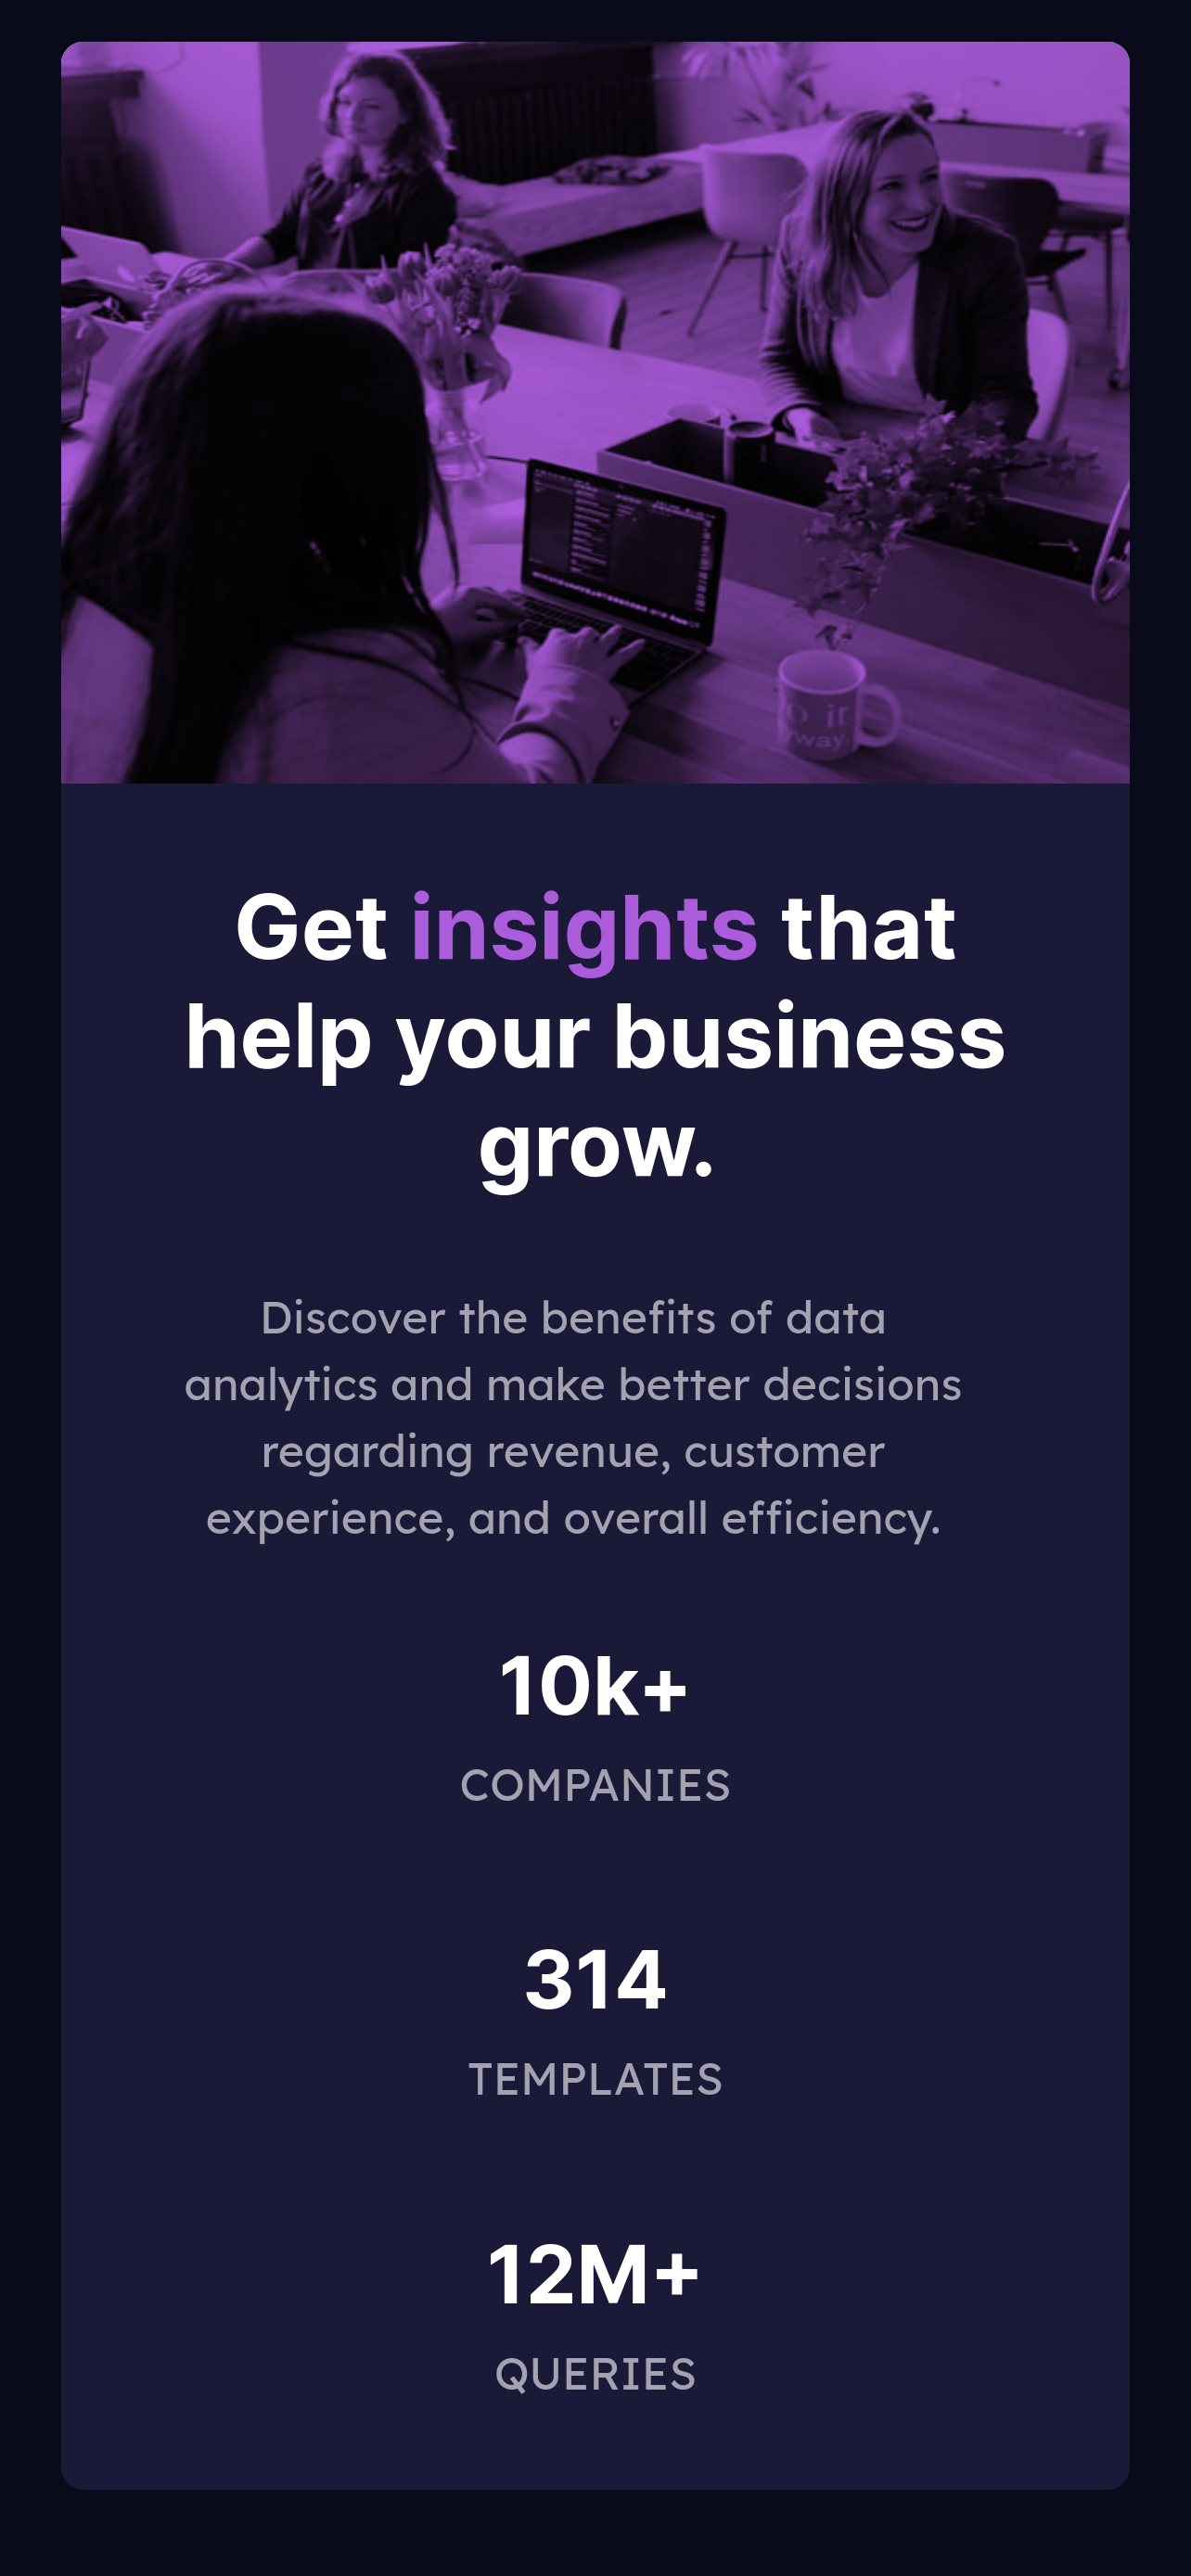 Get insights that
help your business
grow.
Discover the benefits of data
analytics and make better decisions
regarding revenue, customer
experience, and overall efficiency.
10k+
COMPANIES
314
TEMPLATES
12M+
QUERIES